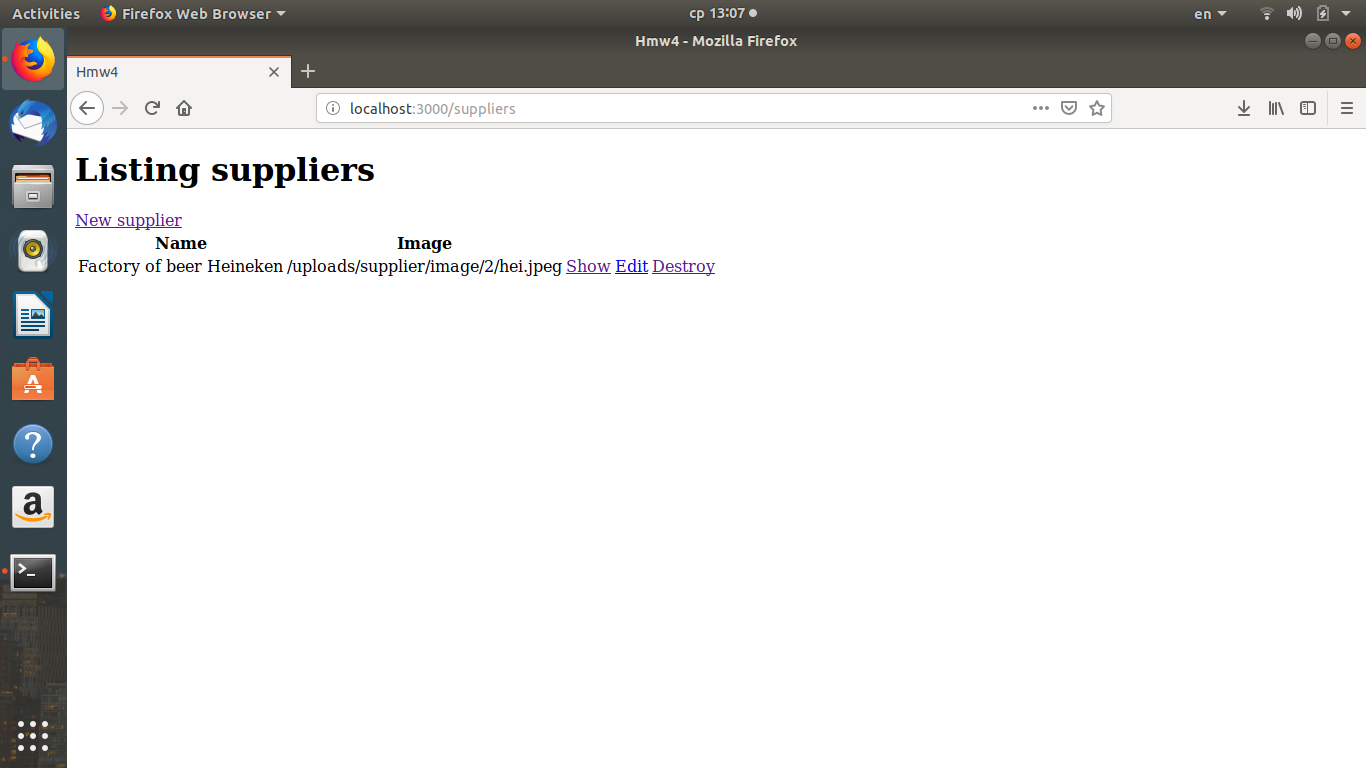 Activities Firefox Web Browser ср 13:07 en
Hmw4 - Mozilla Firefox
Hmw4
localhost:3000/suppliers
Listing suppliers
New supplier
Name Image
Factory of beer Heineken /uploads/supplier/image/2/hei.jpeg Show Edit Destroy